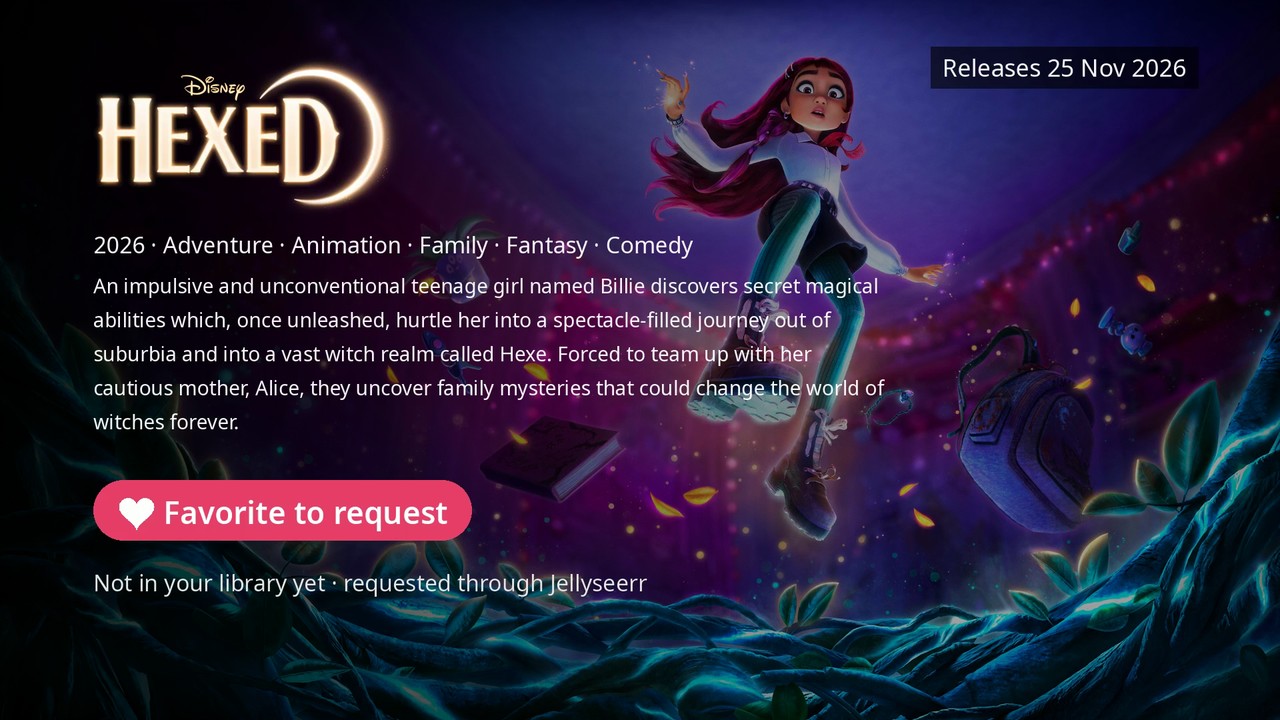 Releases 25 Nov 2026
Disney
HEXED
2026 · Adventure · Animation · Family · Fantasy · Comedy
An impulsive and unconventional teenage girl named Billie discovers secret magical
abilities which, once unleashed, hurtle her into a spectacle-filled journey out of
suburbia and into a vast witch realm called Hexe. Forced to team up with her
cautious mother, Alice, they uncover family mysteries that could change the world of
witches forever.
Favorite to request
Not in your library yet · requested through Jellyseerr